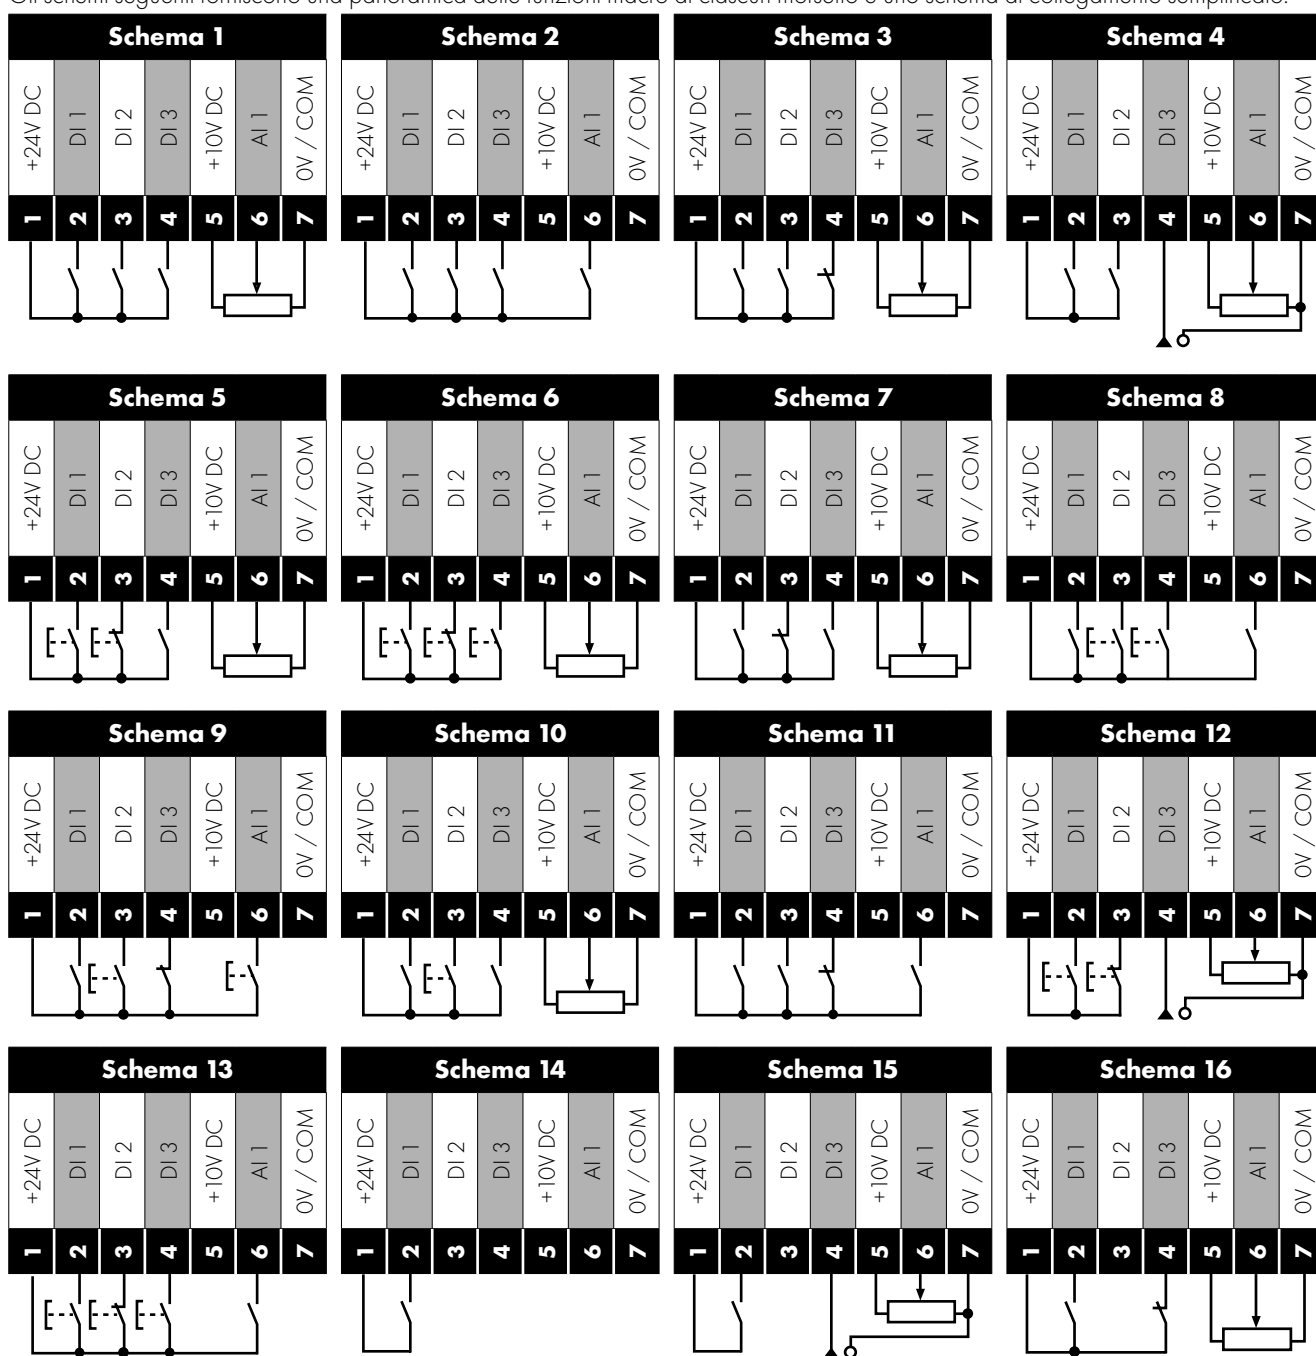 Gli schemi seguenti forniscono una panoramica delle funzioni macro di ciascun morsetto e uno schema di collegamento semplificato.
Schema 1
+24V DC
DI 1
DI 2
DI 3
+10V DC
AI 1
0V / COM
1 2 3 4 5 6 7
Schema 2
+24V DC
DI 1
DI 2
DI 3
+10V DC
AI 1
0V / COM
1 2 3 4 5 6 7
Schema 3
+24V DC
DI 1
DI 2
DI 3
+10V DC
AI 1
0V / COM
1 2 3 4 5 6 7
Schema 4
+24V DC
DI 1
DI 2
DI 3
+10V DC
AI 1
0V / COM
1 2 3 4 5 6 7
Schema 5
+24V DC
DI 1
DI 2
DI 3
+10V DC
AI 1
0V / COM
1 2 3 4 5 6 7
Schema 6
+24V DC
DI 1
DI 2
DI 3
+10V DC
AI 1
0V / COM
1 2 3 4 5 6 7
Schema 7
+24V DC
DI 1
DI 2
DI 3
+10V DC
AI 1
0V / COM
1 2 3 4 5 6 7
Schema 8
+24V DC
DI 1
DI 2
DI 3
+10V DC
AI 1
0V / COM
1 2 3 4 5 6 7
Schema 9
+24V DC
DI 1
DI 2
DI 3
+10V DC
AI 1
0V / COM
1 2 3 4 5 6 7
Schema 10
+24V DC
DI 1
DI 2
DI 3
+10V DC
AI 1
0V / COM
1 2 3 4 5 6 7
Schema 11
+24V DC
DI 1
DI 2
DI 3
+10V DC
AI 1
0V / COM
1 2 3 4 5 6 7
Schema 12
+24V DC
DI 1
DI 2
DI 3
+10V DC
AI 1
0V / COM
1 2 3 4 5 6 7
Schema 13
+24V DC
DI 1
DI 2
DI 3
+10V DC
AI 1
0V / COM
1 2 3 4 5 6 7
Schema 14
+24V DC
DI 1
DI 2
DI 3
+10V DC
AI 1
0V / COM
1 2 3 4 5 6 7
Schema 15
+24V DC
DI 1
DI 2
DI 3
+10V DC
AI 1
0V / COM
1 2 3 4 5 6 7
Schema 16
+24V DC
DI 1
DI 2
DI 3
+10V DC
AI 1
0V / COM
1 2 3 4 5 6 7